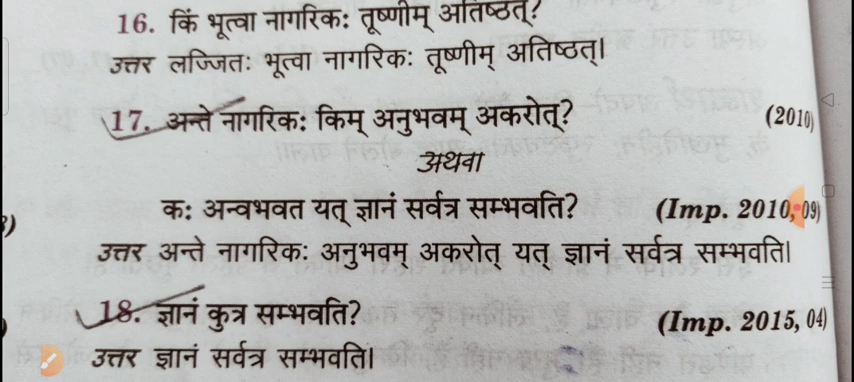 16. किं भूत्वा नागरिकः तूष्णीम् अतिष्ठत्?
उत्तर लज्जितः भूत्वा नागरिकः तूष्णीम् अतिष्ठत्।
17. अन्ते नागरिकः किम् अनुभवम् अकरोत्? (2010)
अथवा
कः अन्वभवत यत् ज्ञानं सर्वत्र सम्भवति? (Imp. 2010, 09)
उत्तर अन्ते नागरिकः अनुभवम् अकरोत् यत् ज्ञानं सर्वत्र सम्भवति।
18. ज्ञानं कुत्र सम्भवति? (Imp. 2015, 04)
उत्तर ज्ञानं सर्वत्र सम्भवति।